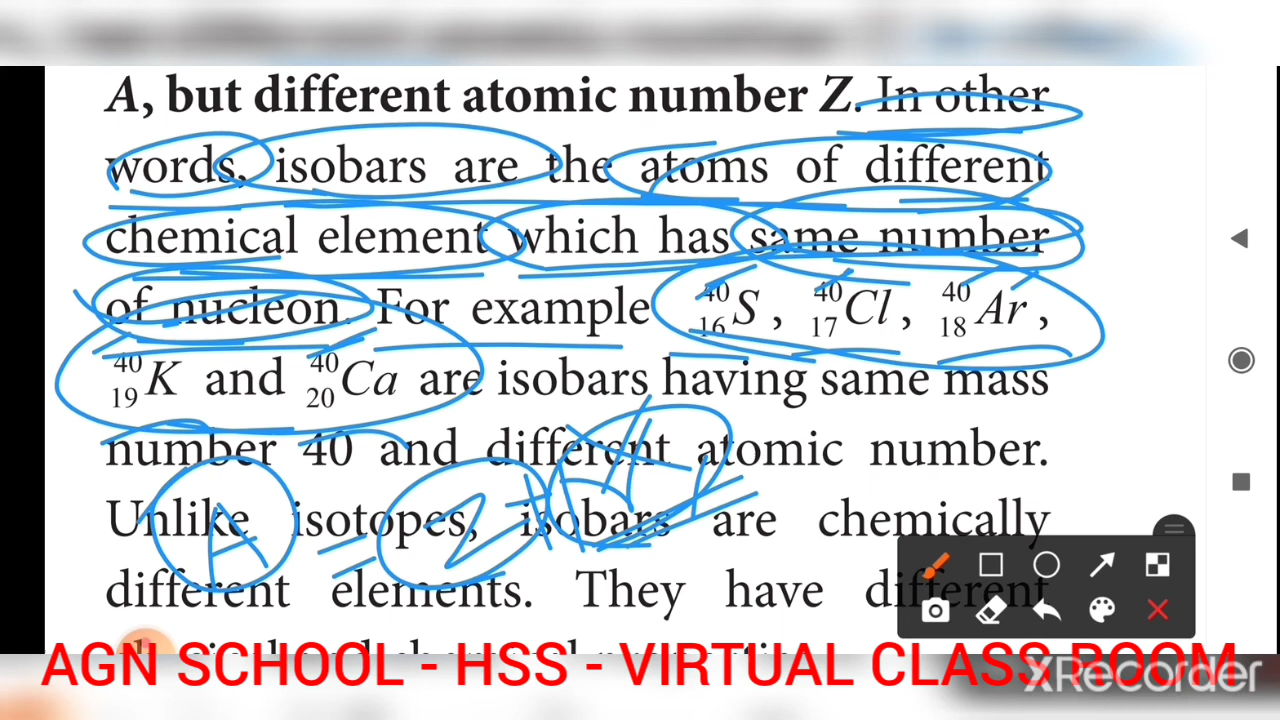 A, but different atomic number Z. In other
words, isobars are the atoms of different
chemical element which has same number
of nucleon. For example ⁴⁰₁₆S, ⁴⁰₁₇Cl, ⁴⁰₁₈Ar,
⁴⁰₁₉K and ⁴⁰₂₀Ca are isobars having same mass
number 40 and different atomic number.
Unlike isotopes, isobars are chemically
A = Z +
different elements. They have different
AGN SCHOOL - HSS - VIRTUAL CLASS ROOM
XRecorder